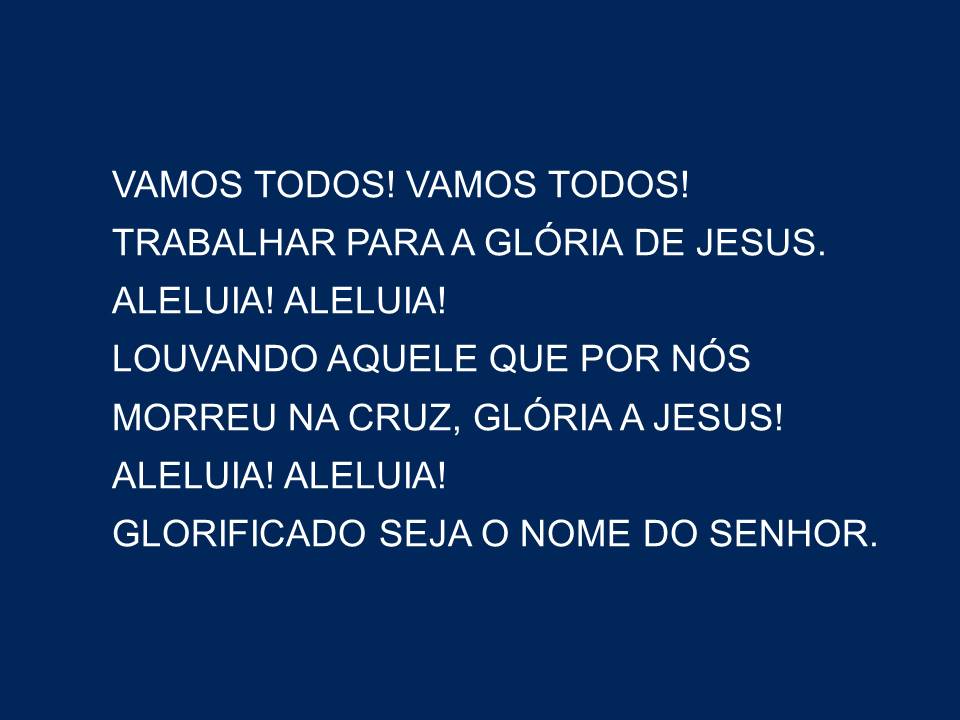 VAMOS TODOS! VAMOS TODOS!
TRABALHAR PARA A GLÓRIA DE JESUS.
ALELUIA! ALELUIA!
LOUVANDO AQUELE QUE POR NÓS
MORREU NA CRUZ, GLÓRIA A JESUS!
ALELUIA! ALELUIA!
GLORIFICADO SEJA O NOME DO SENHOR.